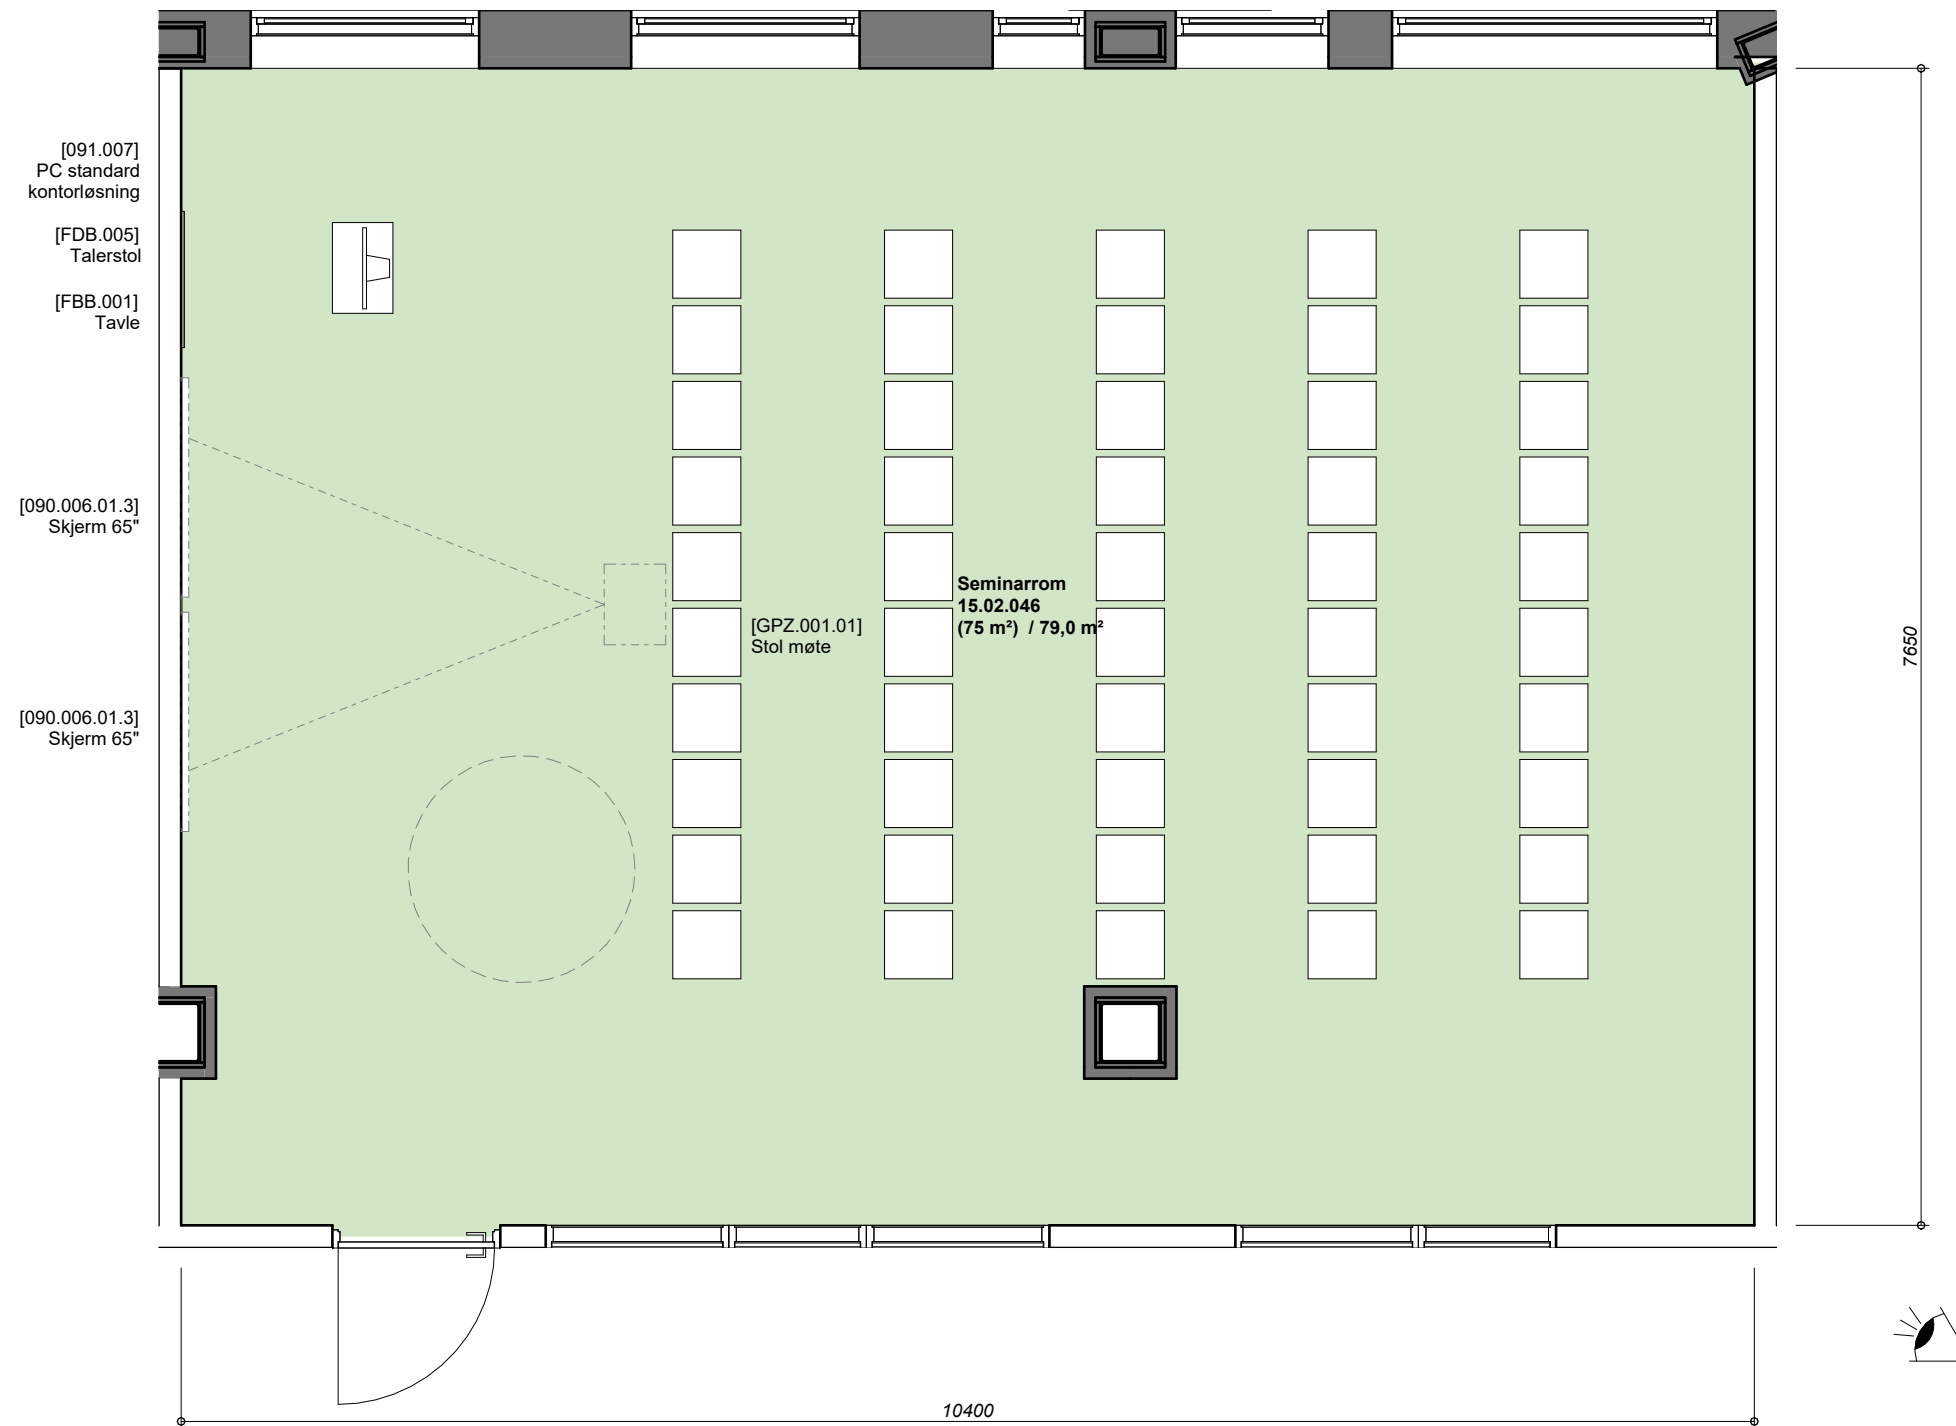 [091.007]
PC standard
kontorløsning
[FDB.005]
Talerstol
[FBB.001]
Tavle
[090.006.01.3]
Skjerm 65"
[090.006.01.3]
Skjerm 65"
[GPZ.001.01]
Stol møte
Seminarrom
15.02.046
(75 m²) / 79,0 m²
7650
10400